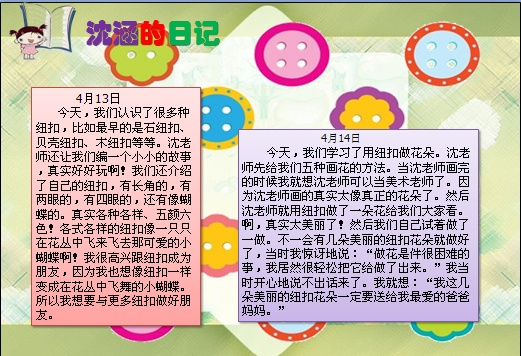 沈涵的日记
4月13日
今天，我们认识了很多种
纽扣，比如最早的是石纽扣、
贝壳纽扣、木纽扣等等。沈老
师还让我们编一个小小的故事
，真实好好玩啊！我们还介绍
了自己的纽扣，有长角的，有
两眼的，有四眼的，还有像蝴
蝶的。真实各种各样、五颜六
色！各式各样的纽扣像一只只
在花丛中飞来飞去那可爱的小
蝴蝶啊！我很高兴跟纽扣成为
朋友，因为我也想像纽扣一样
变成在花丛中飞舞的小蝴蝶。
所以我想要与更多纽扣做好朋
友。
4月14日
今天，我们学习了用纽扣做花朵。沈老
师先给我们五种画花的方法。当沈老师画完
的时候我就想沈老师可以当美术老师了。因
为沈老师画的真实太像真正的花朵了。然后
沈老师就用纽扣做了一朵花给我们大家看。
啊，真实太美丽了！然后我们自己试着做了
一做。不一会有几朵美丽的纽扣花朵就做好
了，当时我惊讶地说：“做花是件很困难的
事，我居然很轻松把它给做了出来。”我当
时开心地说不出话来了。我就想：“我这几
朵美丽的纽扣花朵一定要送给我最爱的爸爸
妈妈。”